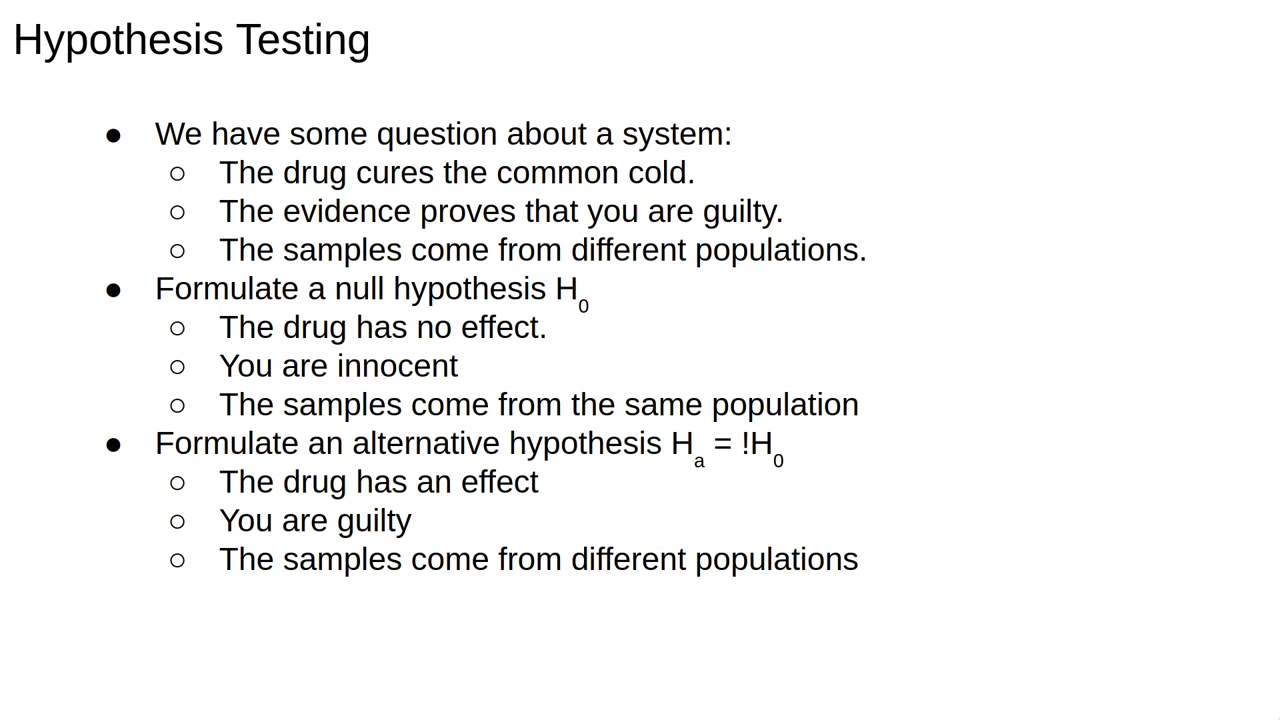 Hypothesis Testing
● We have some question about a system:
○ The drug cures the common cold.
○ The evidence proves that you are guilty.
○ The samples come from different populations.
● Formulate a null hypothesis H₀
○ The drug has no effect.
○ You are innocent
○ The samples come from the same population
● Formulate an alternative hypothesis Hₐ = !H₀
○ The drug has an effect
○ You are guilty
○ The samples come from different populations